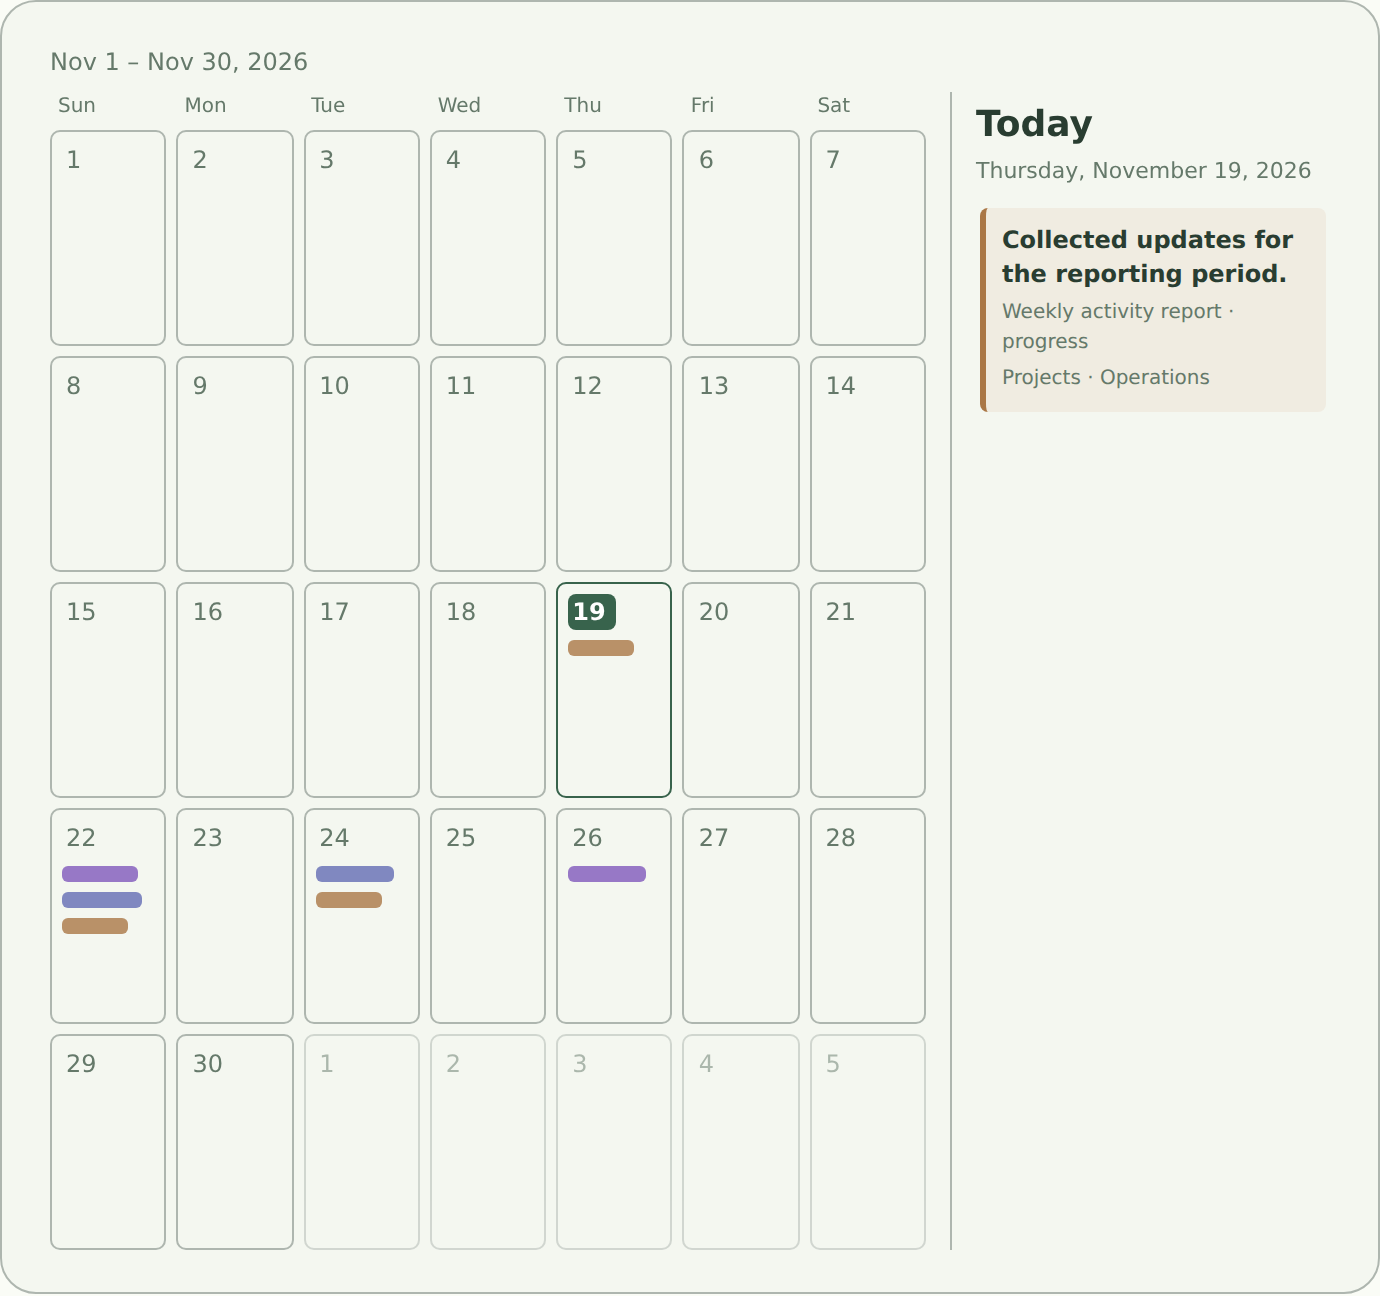 Nov 1 – Nov 30, 2026
Sun Mon Tue Wed Thu Fri Sat
1 2 3 4 5 6 7
8 9 10 11 12 13 14
15 16 17 18 19 20 21
22 23 24 25 26 27 28
29 30 1 2 3 4 5
Today
Thursday, November 19, 2026
Collected updates for
the reporting period.
Weekly activity report ·
progress
Projects · Operations